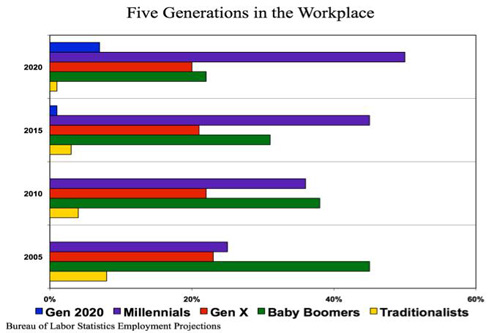 Five Generations in the Workplace
2020
2015
2010
2005
0% 20% 40% 60%
Gen 2020 Millennials Gen X Baby Boomers Traditionalists
Bureau of Labor Statistics Employment Projections